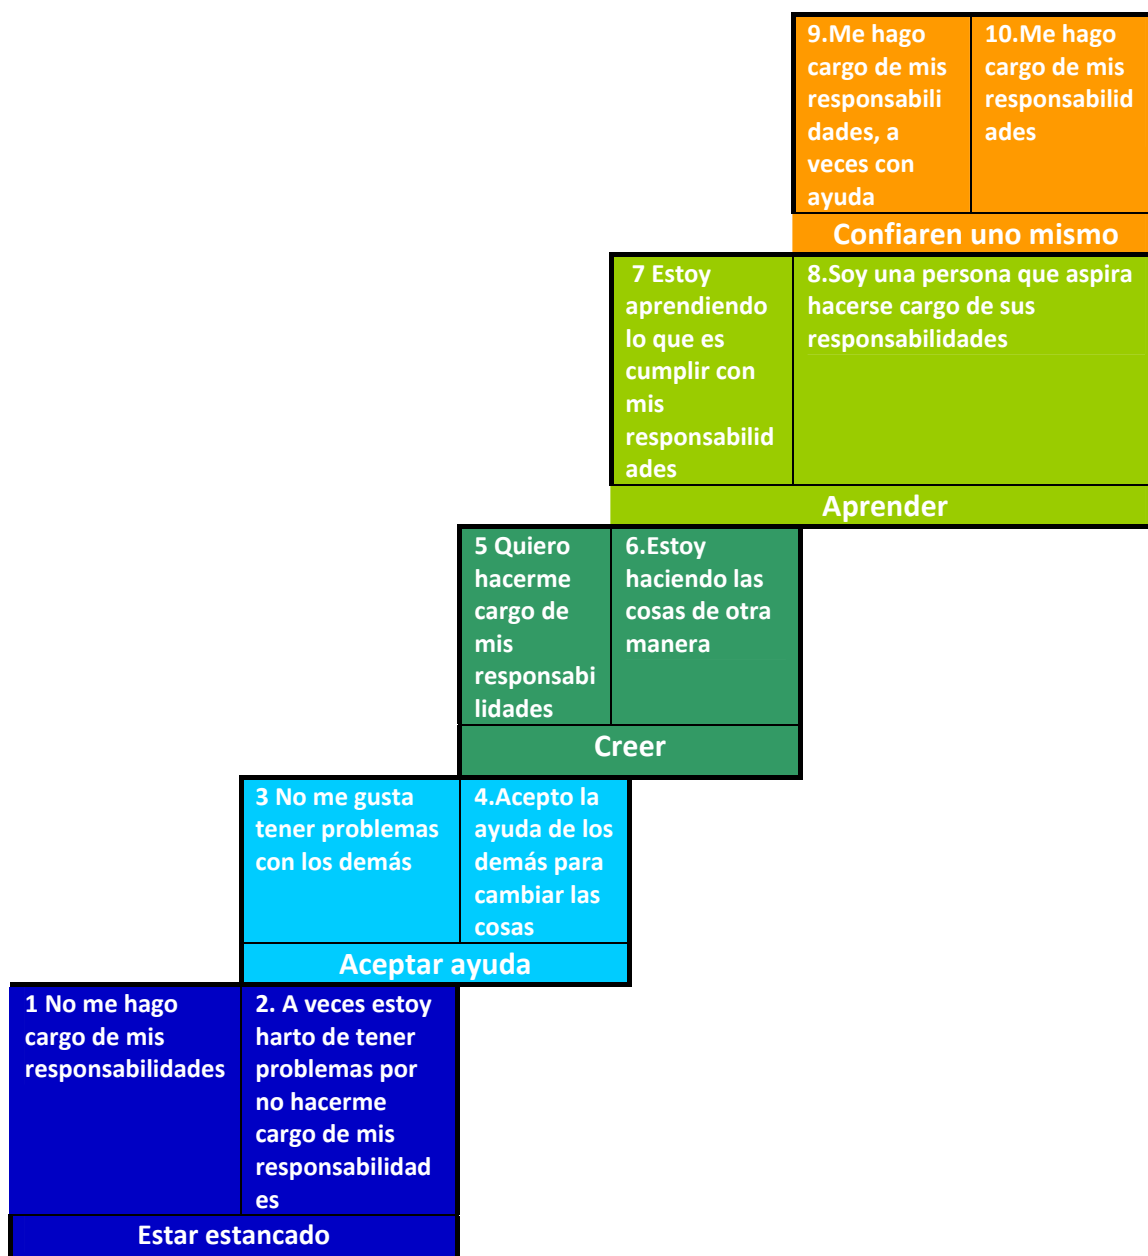 9.Me hago
cargo de mis
responsabili
dades, a
veces con
ayuda
10.Me hago
cargo de mis
responsabilid
ades
Confiaren uno mismo
7 Estoy
aprendiendo
lo que es
cumplir con
mis
responsabilid
ades
8.Soy una persona que aspira
hacerse cargo de sus
responsabilidades
Aprender
5 Quiero
hacerme
cargo de
mis
responsabi
lidades
6.Estoy
haciendo las
cosas de otra
manera
Creer
3 No me gusta
tener problemas
con los demás
4.Acepto la
ayuda de los
demás para
cambiar las
cosas
Aceptar ayuda
1 No me hago
cargo de mis
responsabilidades
2. A veces estoy
harto de tener
problemas por
no hacerme
cargo de mis
responsabilidad
es
Estar estancado